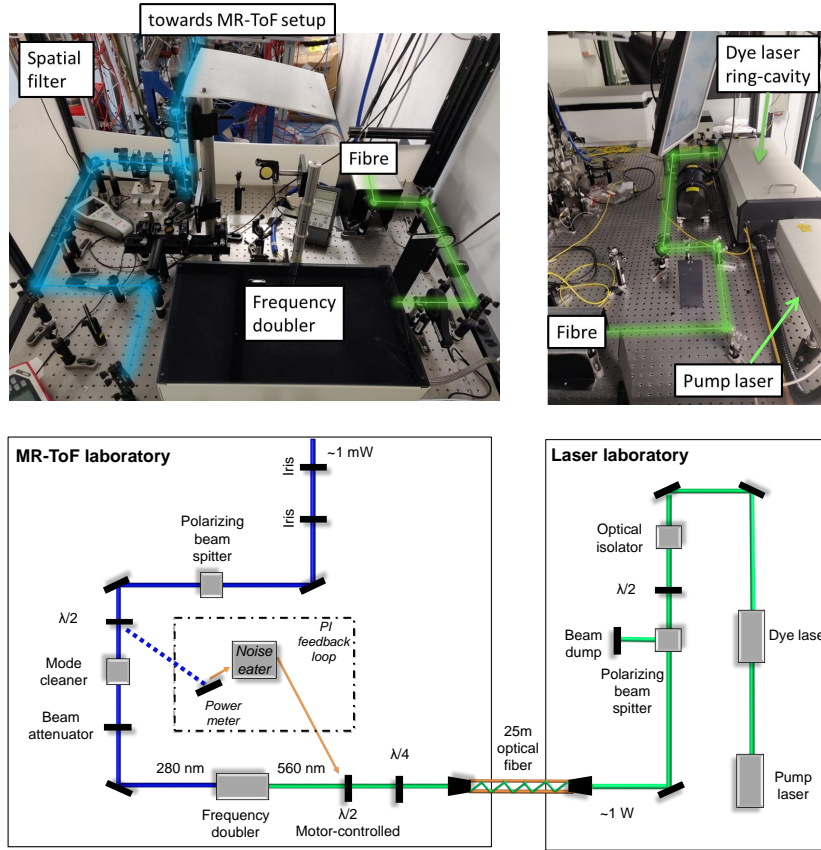 towards MR-ToF setup
Spatial
filter
Fibre
Frequency
doubler
Dye laser
ring-cavity
Fibre
Pump laser
MR-ToF laboratory
~1 mW
Iris
Iris
Polarizing
beam
spitter
λ/2
PI
feedback
loop
Noise
eater
Mode
cleaner
Power
meter
Beam
attenuator
280 nm
560 nm
λ/4
Frequency
doubler
λ/2
Motor-controlled
25m
optical
fiber
Laser laboratory
Optical
isolator
λ/2
Beam
dump
Polarizing
beam
spitter
Dye lase
Pump
laser
~1 W